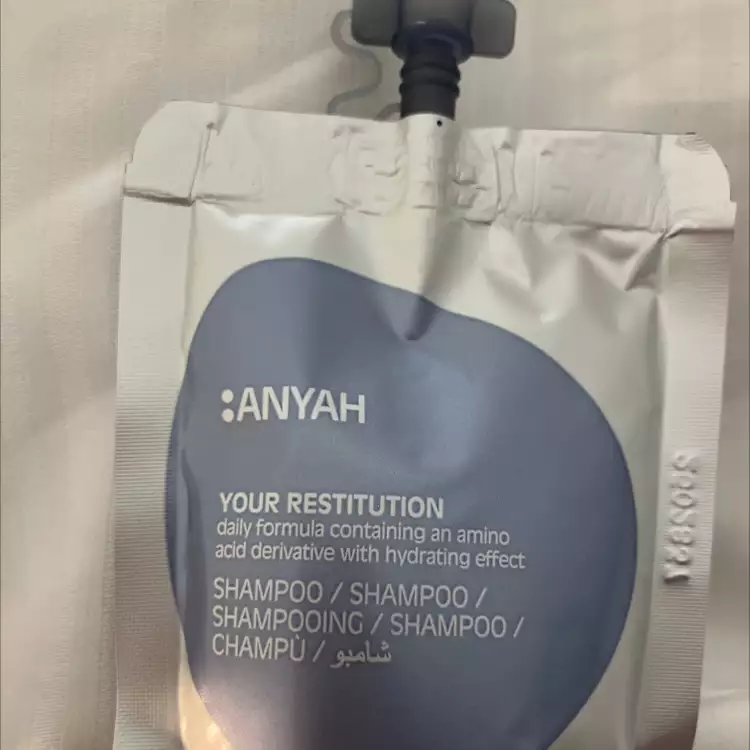 :ANYAH
YOUR RESTITUTION
daily formula containing an amino
acid derivative with hydrating effect
SHAMPOO / SHAMPOO /
SHAMPOOING / SHAMPOO /
CHAMPÙ / شامبو